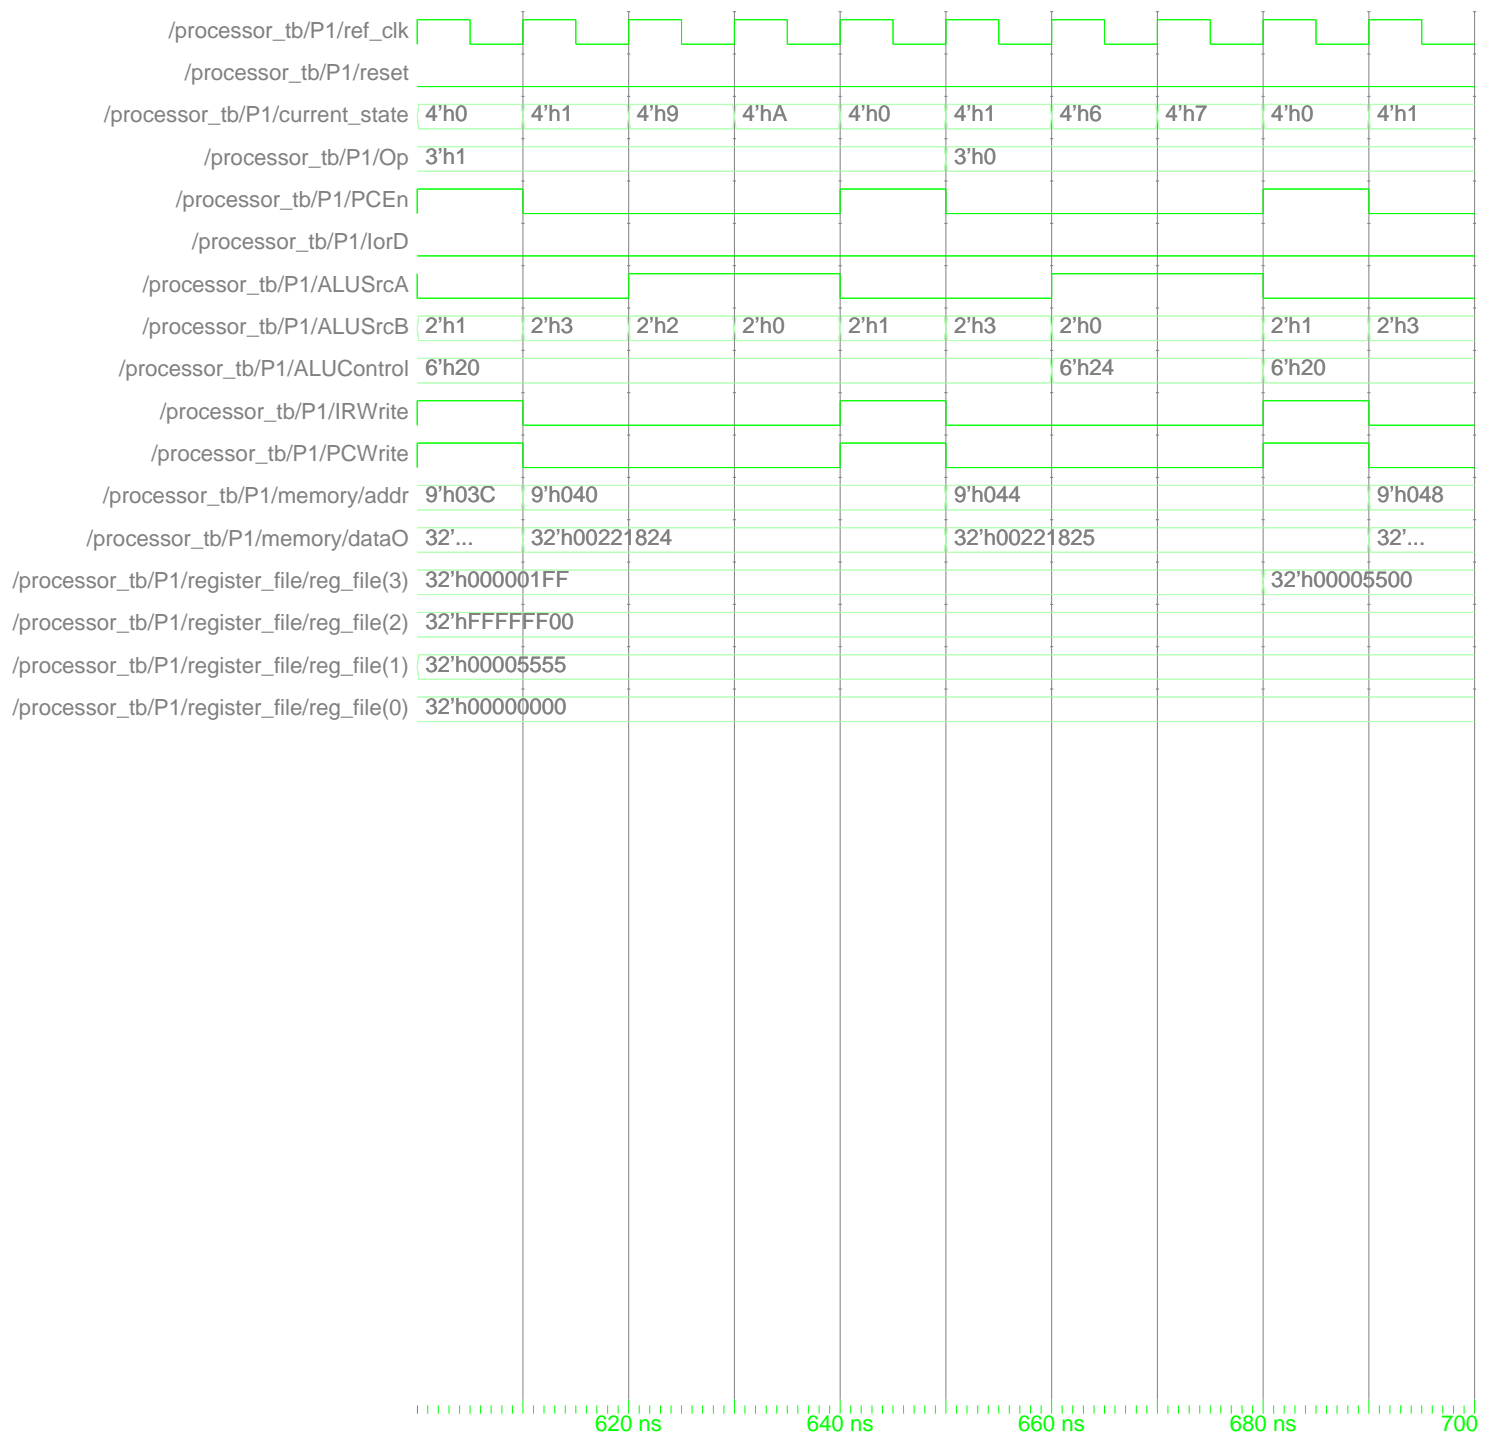 /processor_tb/P1/ref_clk
/processor_tb/P1/reset
/processor_tb/P1/current_state 4'h0 4'h1 4'h9 4'hA 4'h0 4'h1 4'h6 4'h7 4'h0 4'h1
/processor_tb/P1/Op 3'h1 3'h0
/processor_tb/P1/PCEn
/processor_tb/P1/IorD
/processor_tb/P1/ALUSrcA
/processor_tb/P1/ALUSrcB 2'h1 2'h3 2'h2 2'h0 2'h1 2'h3 2'h0 2'h1 2'h3
/processor_tb/P1/ALUControl 6'h20 6'h24 6'h20
/processor_tb/P1/IRWrite
/processor_tb/P1/PCWrite
/processor_tb/P1/memory/addr 9'h03C 9'h040 9'h044 9'h048
/processor_tb/P1/memory/dataO 32'... 32'h00221824 32'h00221825 32'...
/processor_tb/P1/register_file/reg_file(3) 32'h000001FF 32'h00005500
/processor_tb/P1/register_file/reg_file(2) 32'hFFFFFF00
/processor_tb/P1/register_file/reg_file(1) 32'h00005555
/processor_tb/P1/register_file/reg_file(0) 32'h00000000
620 ns 640 ns 660 ns 680 ns 700